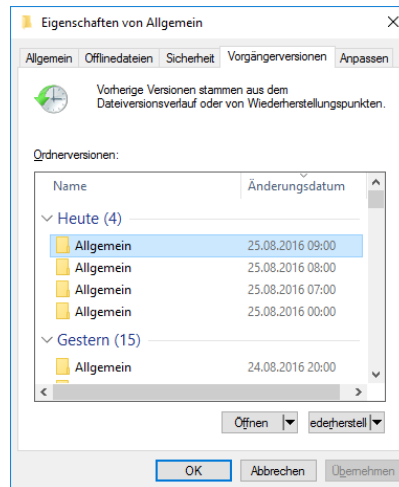 Eigenschaften von Allgemein
Allgemein Offlinedateien Sicherheit Vorgängerversionen Anpassen
Vorherige Versionen stammen aus dem
Dateiversionsverlauf oder von Wiederherstellungspunkten.
Ordnerversionen:
Name Änderungsdatum
Heute (4)
Allgemein 25.08.2016 09:00
Allgemein 25.08.2016 08:00
Allgemein 25.08.2016 07:00
Allgemein 25.08.2016 00:00
Gestern (15)
Allgemein 24.08.2016 20:00
Öffnen ederherstell
OK Abbrechen Übernehmen